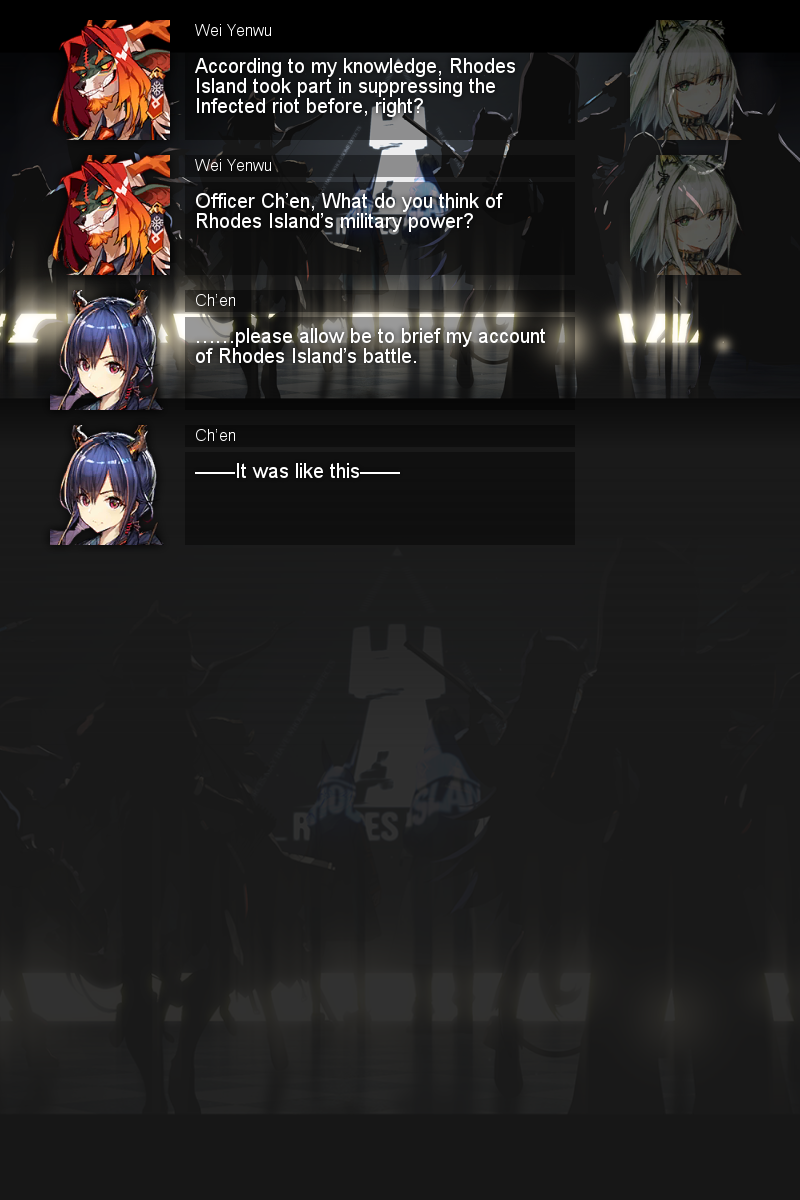 Wei Yenwu
According to my knowledge, Rhodes
Island took part in suppressing the
Infected riot before, right?
Wei Yenwu
Officer Ch'en, What do you think of
Rhodes Island's military power?
Ch'en
……please allow be to brief my account
of Rhodes Island's battle.
Ch'en
——It was like this——
RHODES ISLAND